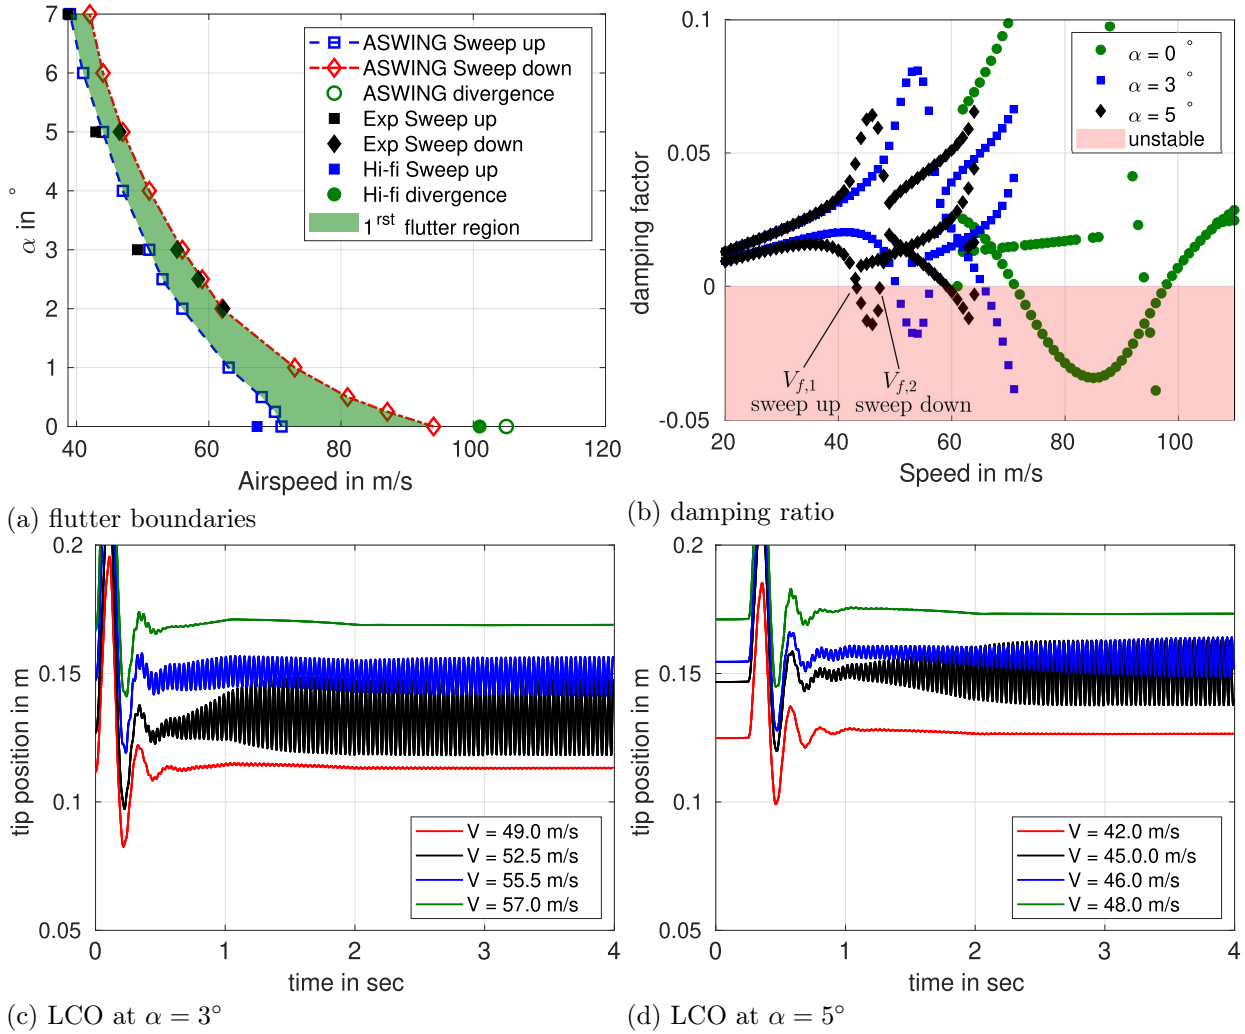 7
6
5
4
3
2
1
0
α in °
40
60
80
100
120
Airspeed in m/s
ASWING Sweep up
ASWING Sweep down
ASWING divergence
Exp Sweep up
Exp Sweep down
Hi-fi Sweep up
Hi-fi divergence
1rst flutter region
(a) flutter boundaries
0.1
0.05
0
-0.05
damping factor
20
40
60
80
100
Speed in m/s
α = 0 °
α = 3 °
α = 5 °
unstable
Vf,1
sweep up
Vf,2
sweep down
(b) damping ratio
0.2
0.15
0.1
0.05
tip position in m
0
1
2
3
4
time in sec
V = 49.0 m/s
V = 52.5 m/s
V = 55.5 m/s
V = 57.0 m/s
(c) LCO at α = 3°
0.2
0.15
0.1
0.05
tip position in m
0
1
2
3
4
time in sec
V = 42.0 m/s
V = 45.0.0 m/s
V = 46.0 m/s
V = 48.0 m/s
(d) LCO at α = 5°